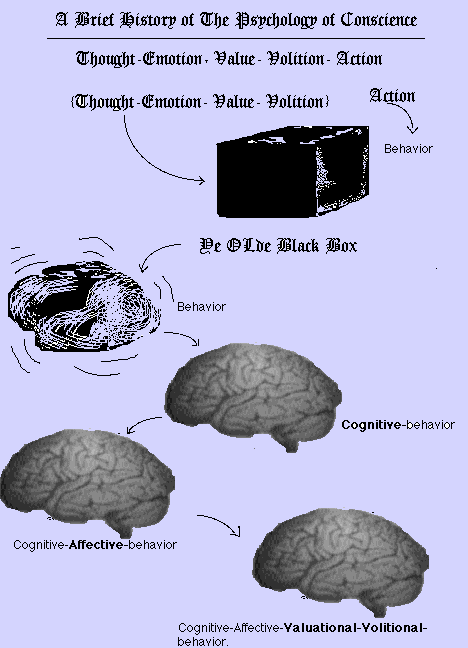 A Brief History of The Psychology of Conscience
Thought-Emotion, Value-Volition-Action
{Thought-Emotion-Value-Volition}
Action
Behavior
Ye OLde Black Box
Behavior
Cognitive-behavior
Cognitive-Affective-behavior
Cognitive-Affective-Valuational-Volitional-
behavior.